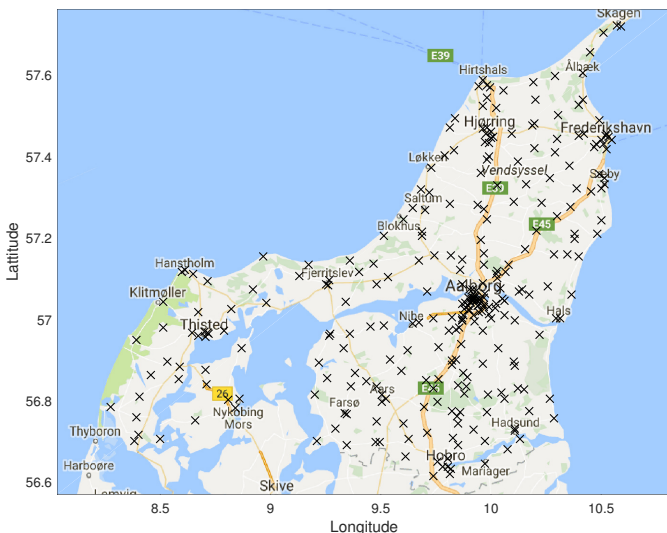 Skagen
57.6
E39
Hirtshals
Ålbæk
Hjørring
Frederikshavn
57.4
Løkken
Vendsyssel
Sæby
Saltum
57.2
Blokhus
E45
Hanstholm
Fjerritslev
Klitmøller
Aalborg
57
Thisted
Nibe
Hals
Lattitude
56.8
26
Farsø
Aars
Nykøbing
Mors
Hadsund
Thyborøn
Hobro
Harboøre
Mariager
56.6
Lemvig
Skive
8.5
9
9.5
10
10.5
Longitude